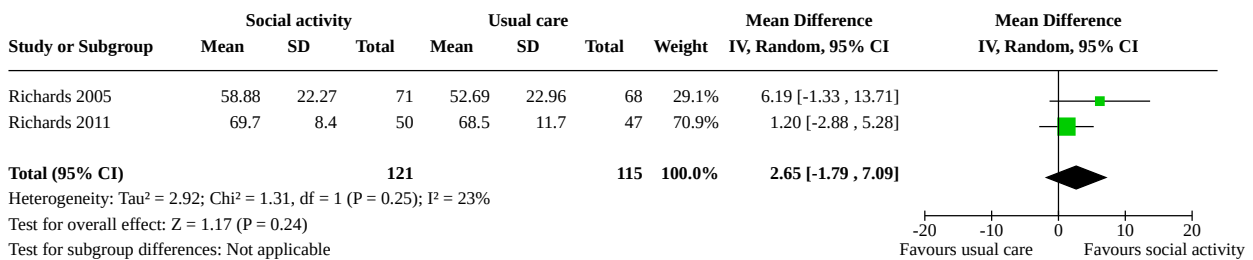 Social activity Usual care Mean Difference Mean Difference
Study or Subgroup Mean SD Total Mean SD Total Weight IV, Random, 95% CI IV, Random, 95% CI
Richards 2005 58.88 22.27 71 52.69 22.96 68 29.1% 6.19 [-1.33 , 13.71]
Richards 2011 69.7 8.4 50 68.5 11.7 47 70.9% 1.20 [-2.88 , 5.28]
Total (95% CI) 121 115 100.0% 2.65 [-1.79 , 7.09]
Heterogeneity: Tau² = 2.92; Chi² = 1.31, df = 1 (P = 0.25); I² = 23%
Test for overall effect: Z = 1.17 (P = 0.24) -20 -10 0 10 20
Test for subgroup differences: Not applicable Favours usual care Favours social activity